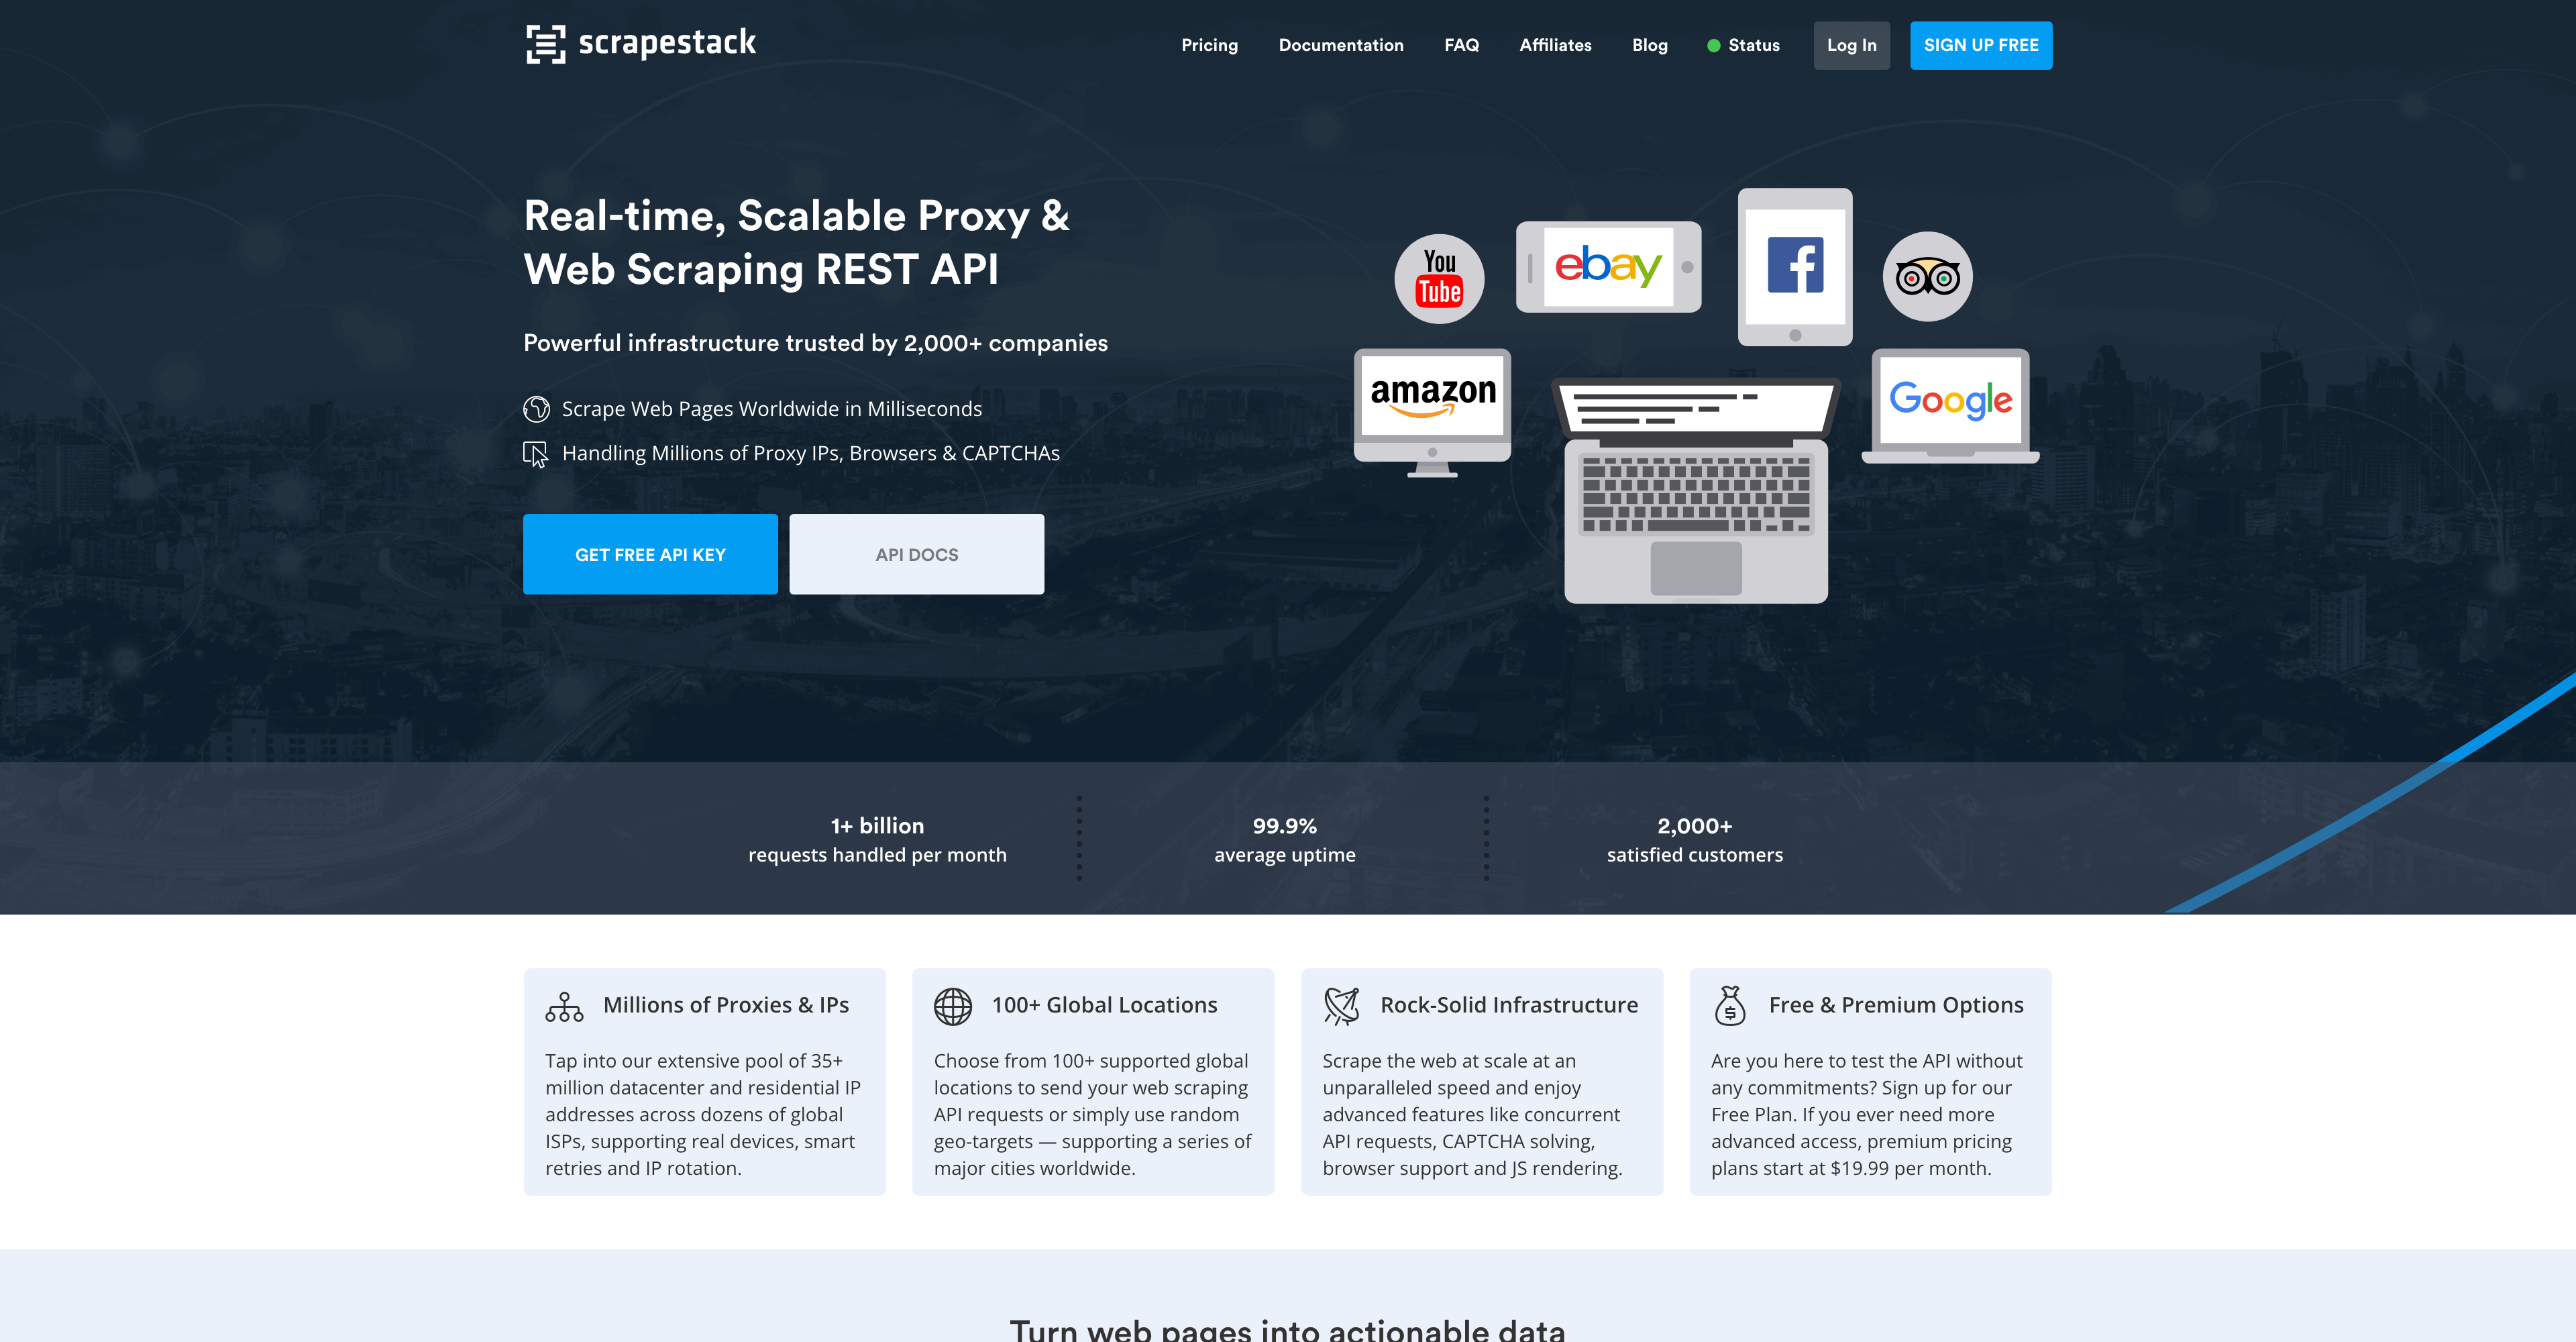 scrapestack
Pricing
Documentation
FAQ
Affiliates
Blog
Status
Log In
SIGN UP FREE
Real-time, Scalable Proxy &
Web Scraping REST API
Powerful infrastructure trusted by 2,000+ companies
Scrape Web Pages Worldwide in Milliseconds
Handling Millions of Proxy IPs, Browsers & CAPTCHAs
GET FREE API KEY
API DOCS
You
Tube
ebay
f
amazon
Google
1+ billion
requests handled per month
99.9%
average uptime
2,000+
satisfied customers
Millions of Proxies & IPs
Tap into our extensive pool of 35+
million datacenter and residential IP
addresses across dozens of global
ISPs, supporting real devices, smart
retries and IP rotation.
100+ Global Locations
Choose from 100+ supported global
locations to send your web scraping
API requests or simply use random
geo-targets — supporting a series of
major cities worldwide.
Rock-Solid Infrastructure
Scrape the web at scale at an
unparalleled speed and enjoy
advanced features like concurrent
API requests, CAPTCHA solving,
browser support and JS rendering.
$
Free & Premium Options
Are you here to test the API without
any commitments? Sign up for our
Free Plan. If you ever need more
advanced access, premium pricing
plans start at $19.99 per month.
Turn web pages into actionable data